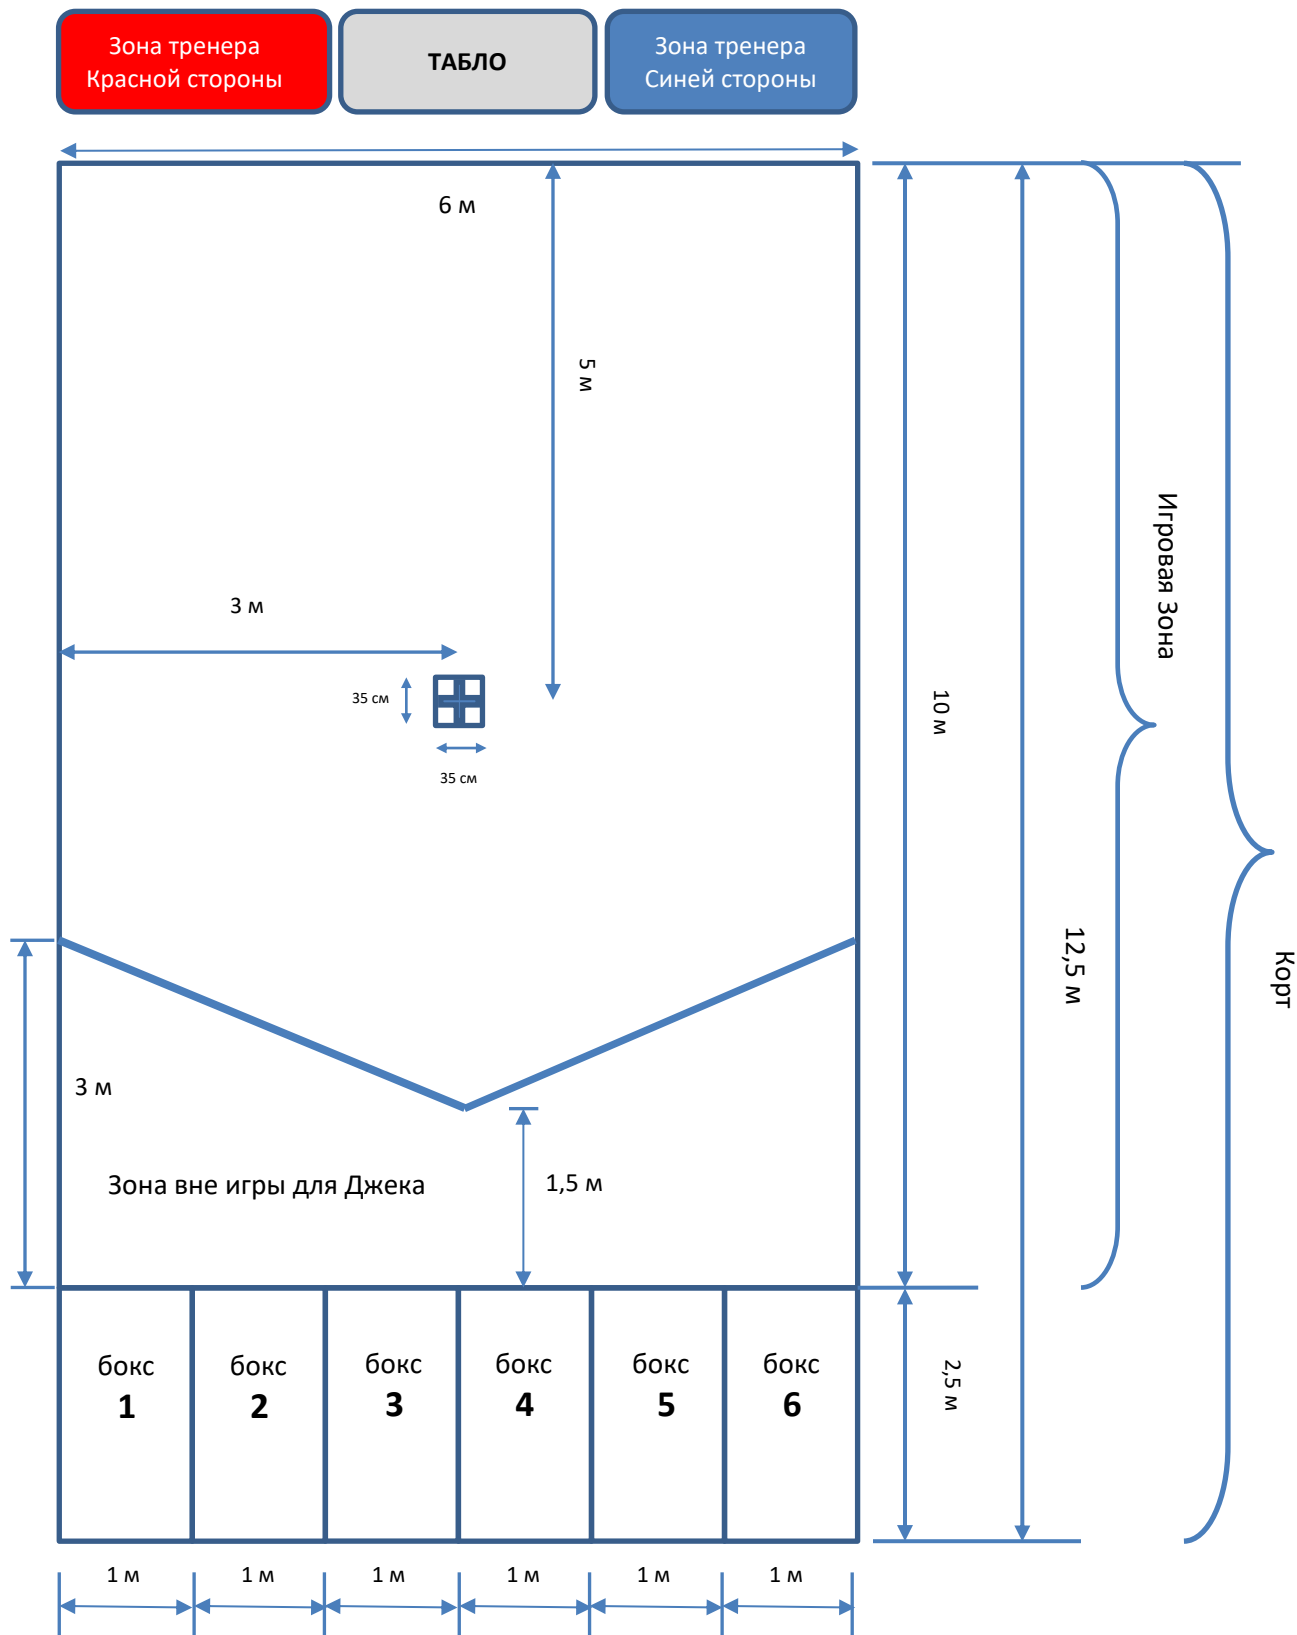 Зона тренера
Красной стороны
ТАБЛО
Зона тренера
Синей стороны
6 м
5 м
3 м
35 см
35 см
10 м
Игровая Зона
12,5 м
Корт
3 м
1,5 м
Зона вне игры для Джека
бокс
1
бокс
2
бокс
3
бокс
4
бокс
5
бокс
6
2,5 м
1 м
1 м
1 м
1 м
1 м
1 м